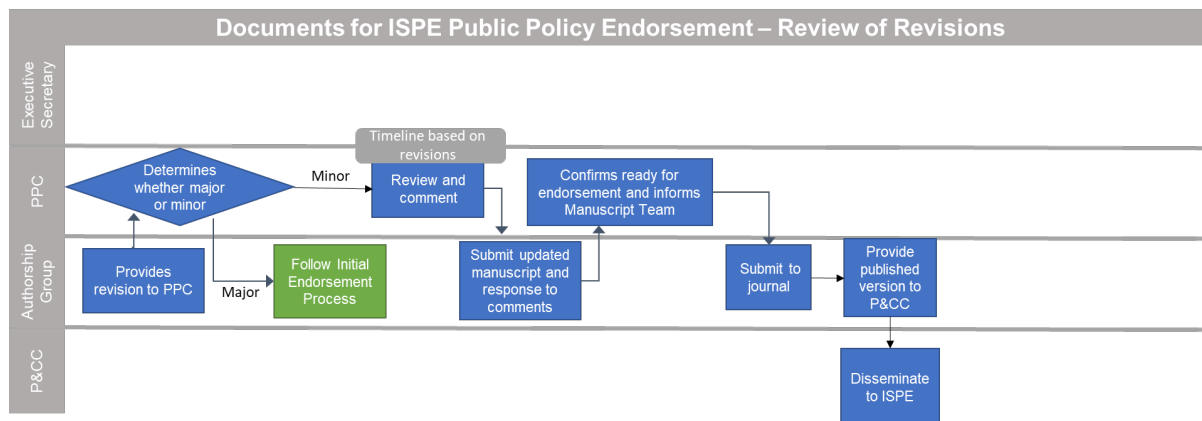 Documents for ISPE Public Policy Endorsement – Review of Revisions
Executive
Secretary
Timeline based on
revisions
PPC
Determines
whether major
or minor
Minor
Review and
comment
Confirms ready for
endorsement and informs
Manuscript Team
Authorship
Group
Provides
revision to PPC
Major
Follow Initial
Endorsement
Process
Submit updated
manuscript and
response to
comments
Submit to
journal
Provide
published
version to
P&CC
P&CC
Disseminate
to ISPE